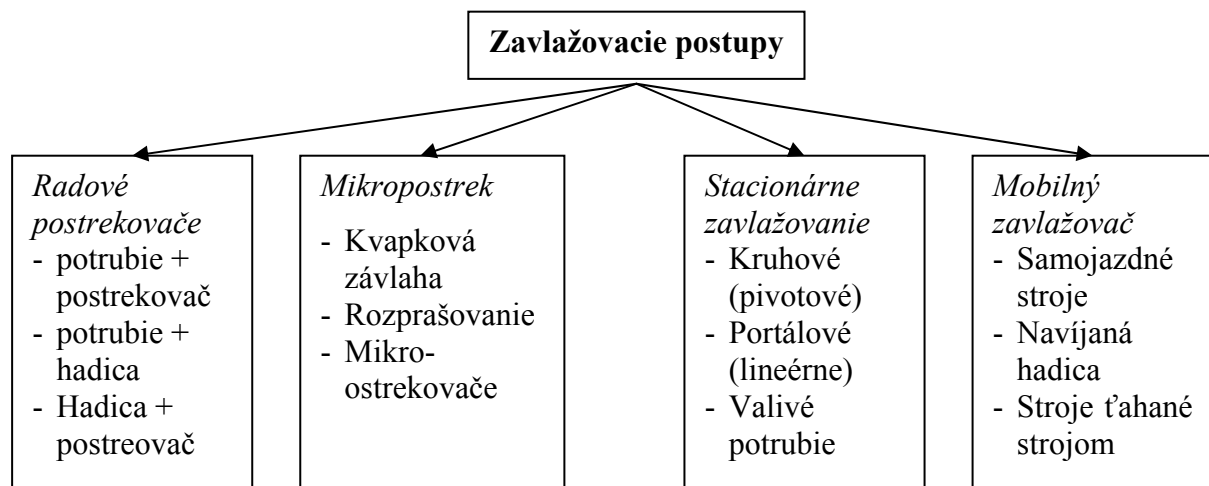 Zavlažovacie postupy
Radové
postrekovače
- potrubie +
postrekovač
- potrubie +
hadica
- Hadica +
postreovač
Mikropostrek
- Kvapková
závlaha
- Rozprašovanie
- Mikro-
ostrekovače
Stacionárne
zavlažovanie
- Kruhové
(pivotové)
- Portálové
(lineérne)
- Valivé
potrubie
Mobilný
zavlažovač
- Samojazdné
stroje
- Navíjaná
hadica
- Stroje ťahané
strojom